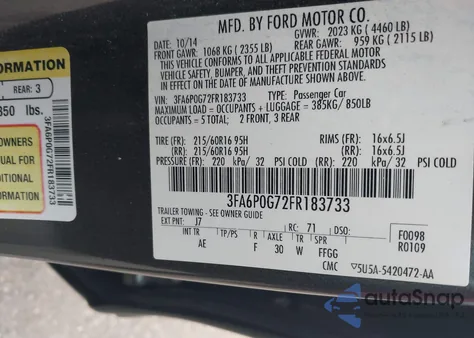 MFD. BY FORD MOTOR CO.
10/14
GVWR: 2023 KG (4460 LB)
FRONT GAWR: 1068 KG (2355 LB)
REAR GAWR: 959 KG (2115 LB)
THIS VEHICLE CONFORMS TO ALL APPLICABLE FEDERAL MOTOR
VEHICLE SAFETY, BUMPER, AND THEFT PREVENTION STANDARDS IN
EFFECT ON THE DATE OF MANUFACTURE SHOWN ABOVE.
VIN: 3FA6P0G72FR183733 TYPE: Passenger Car
MAXIMUM LOAD = OCCUPANTS + LUGGAGE = 385KG/ 850LB
OCCUPANTS = 5 TOTAL: 2 FRONT, 3 REAR
TIRE (FR): 215/60R16 95H RIMS (FR): 16x6.5J
(RR): 215/60R16 95H (RR): 16x6.5J
PRESSURE (FR) 220 kPa/ 32 PSI COLD (RR) 220 kPa/ 32 PSI COLD
3FA6P0G72FR183733
TRAILER TOWING - SEE OWNER GUIDE
EXT PNT: J7 RC: 71
F0098
R0109
INT TR TP/PS R AXLE TR SPR
AE F 30 W FFGG
CMC 5U5A-5420472-AA
FORMATION
REAR: 3
850 lbs.
OWNERS
MANUAL FOR
ADDITIONAL
INFORMATION
3FA6P0G72FR183733
autoSnap